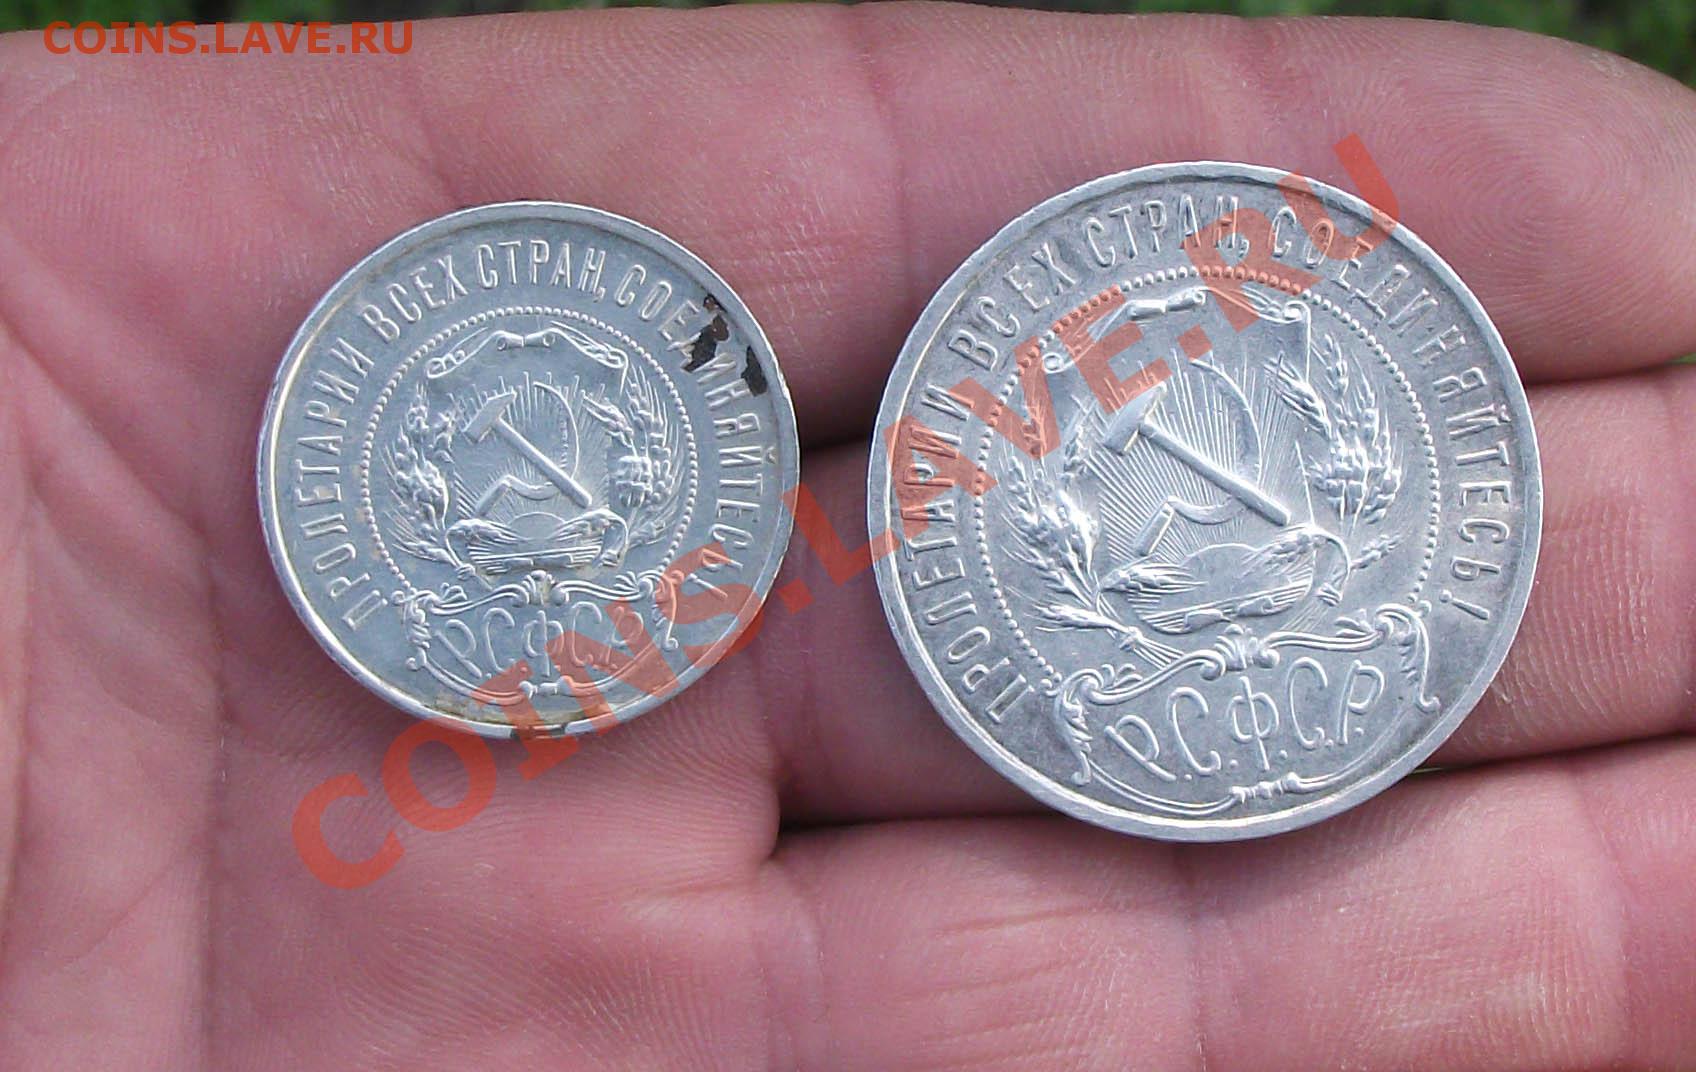 COINS.LAVE.RU
ПРОЛЕТАРИИ ВСЕХ СТРАН, СОЕДИНЯЙТЕСЬ!
Р.С.Ф.С.Р.
ПРОЛЕТАРИИ ВСЕХ СТРАН, СОЕДИНЯЙТЕСЬ!
Р.С.Ф.С.Р.
COINS.LAVE.RU